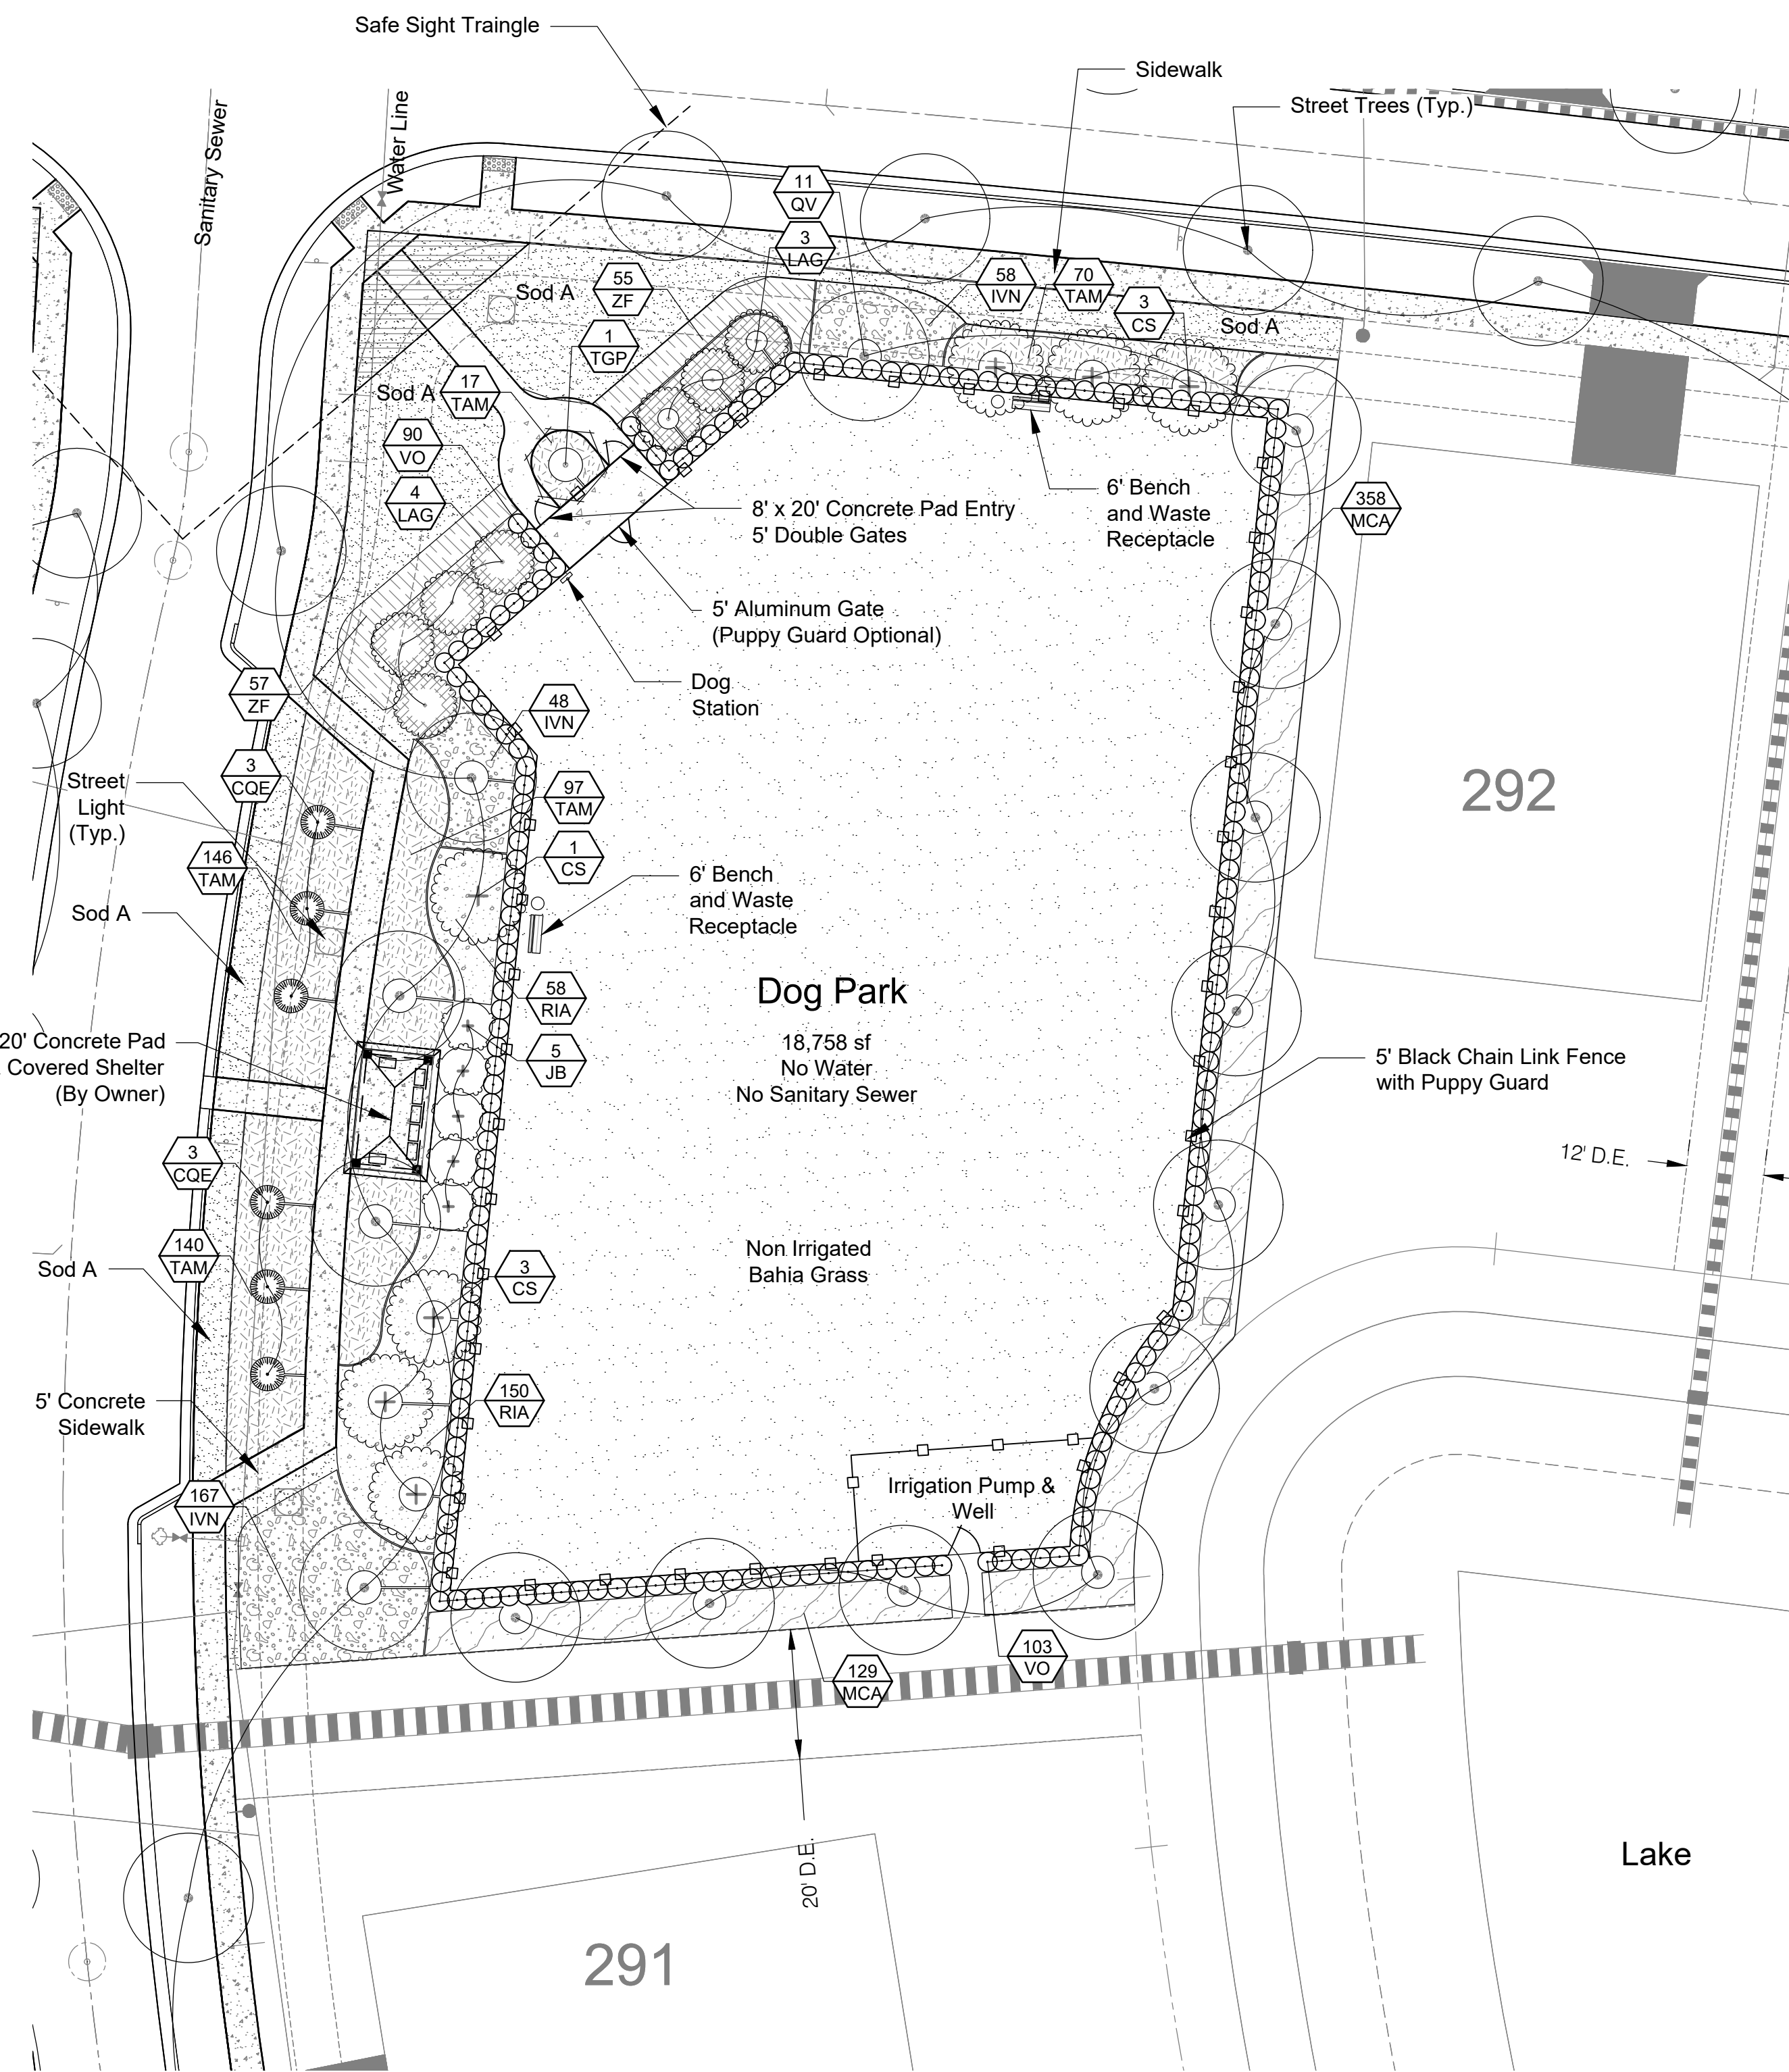 Safe Sight Traingle
Sidewalk
Street Trees (Typ.)
Sanitary Sewer
Water Line
11
QV
3
LAG
55
ZF
Sod A
58
IVN
70
TAM
3
CS
Sod A
1
TGP
17
TAM
Sod A
90
VO
4
LAG
8' x 20' Concrete Pad Entry
5' Double Gates
6' Bench
and Waste
Receptacle
358
MCA
5' Aluminum Gate
(Puppy Guard Optional)
Dog
Station
57
ZF
48
IVN
3
CQE
Street
Light
(Typ.)
97
TAM
292
146
TAM
1
CS
6' Bench
and Waste
Receptacle
Sod A
58
RIA
Dog Park
18,758 sf
No Water
No Sanitary Sewer
20' Concrete Pad
Covered Shelter
(By Owner)
5
JB
5' Black Chain Link Fence
with Puppy Guard
12' D.E.
3
CQE
140
TAM
Sod A
3
CS
Non Irrigated
Bahia Grass
5' Concrete
Sidewalk
150
RIA
167
IVN
Irrigation Pump &
Well
103
VO
129
MCA
20' D.E.
Lake
291